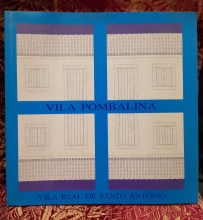 VILA POMBALINA
VILA REAL DE SANTO ANTÓNIO